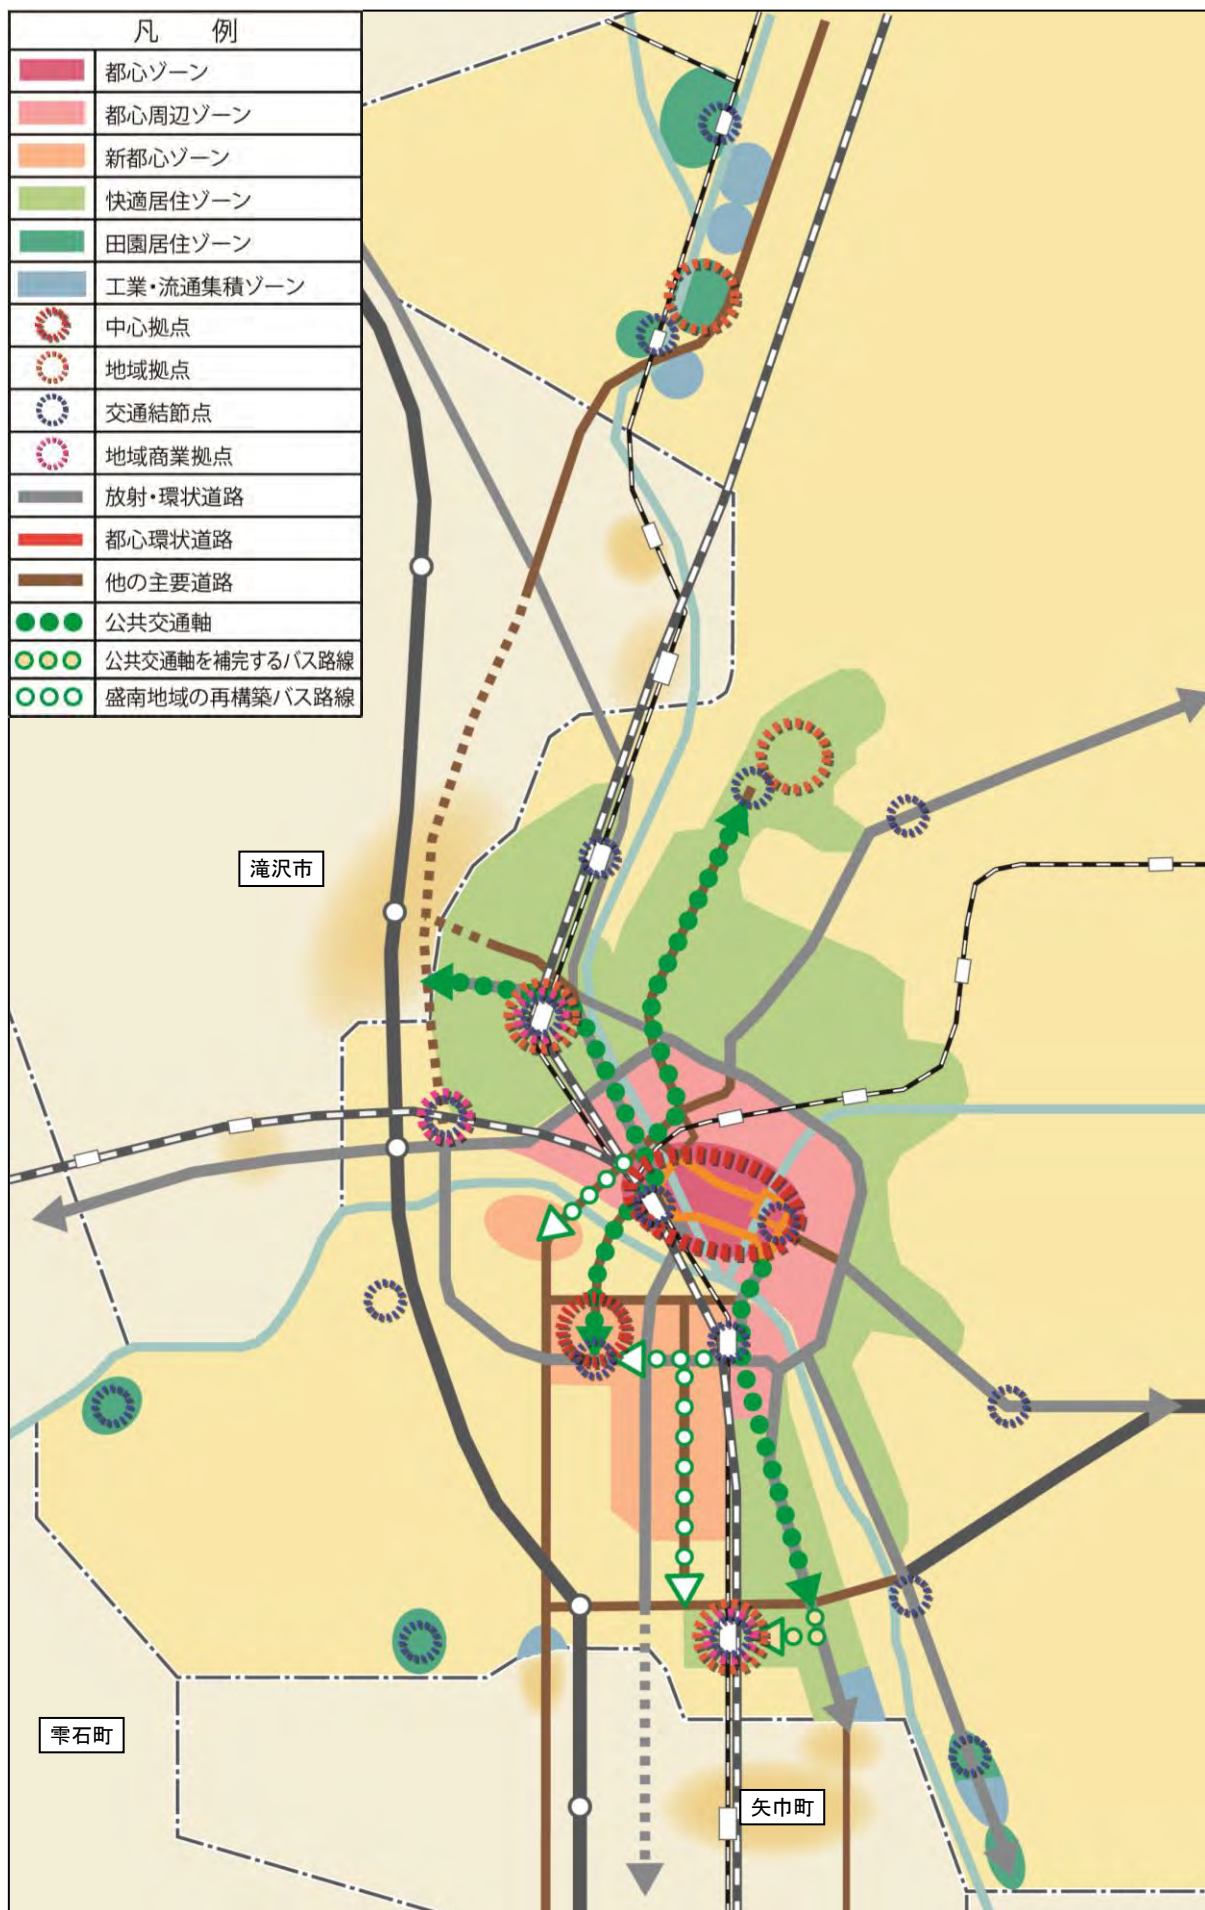 凡　例
都心ゾーン
都心周辺ゾーン
新都心ゾーン
快適居住ゾーン
田園居住ゾーン
工業・流通集積ゾーン
中心拠点
地域拠点
交通結節点
地域商業拠点
放射・環状道路
都心環状道路
他の主要道路
公共交通軸
公共交通軸を補完するバス路線
盛南地域の再構築バス路線
滝沢市
雫石町
矢巾町